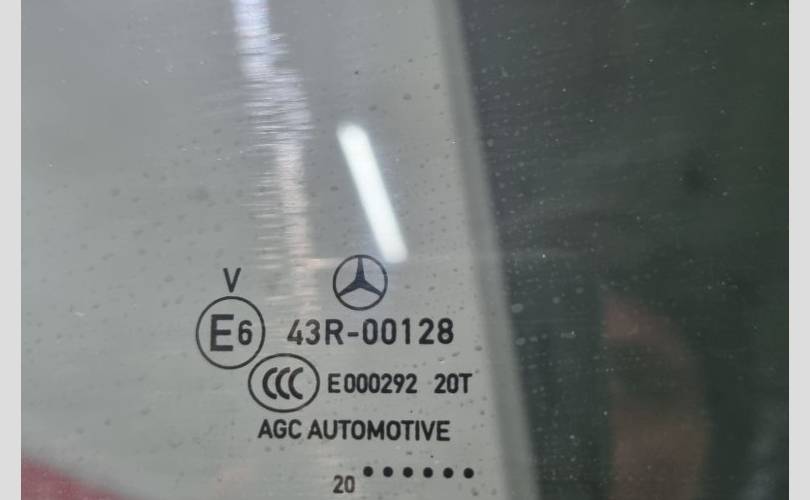 V
E6 43R-00128
CCC E000292 20T
AGC AUTOMOTIVE
20 ••••••